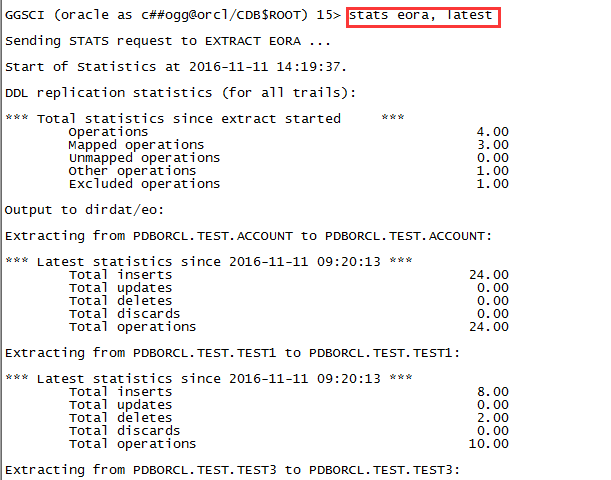 GGSCI (oracle as c##ogg@orcl/CDB$ROOT) 15> stats eora, latest
Sending STATS request to EXTRACT EORA ...
Start of Statistics at 2016-11-11 14:19:37.
DDL replication statistics (for all trails):
*** Total statistics since extract started     ***
Operations 4.00
Mapped operations 3.00
Unmapped operations 0.00
Other operations 1.00
Excluded operations 1.00
Output to dirdat/eo:
Extracting from PDBORCL.TEST.ACCOUNT to PDBORCL.TEST.ACCOUNT:
*** Latest statistics since 2016-11-11 09:20:13 ***
Total inserts 24.00
Total updates 0.00
Total deletes 0.00
Total discards 0.00
Total operations 24.00
Extracting from PDBORCL.TEST.TEST1 to PDBORCL.TEST.TEST1:
*** Latest statistics since 2016-11-11 09:20:13 ***
Total inserts 8.00
Total updates 0.00
Total deletes 2.00
Total discards 0.00
Total operations 10.00
Extracting from PDBORCL.TEST.TEST3 to PDBORCL.TEST.TEST3: